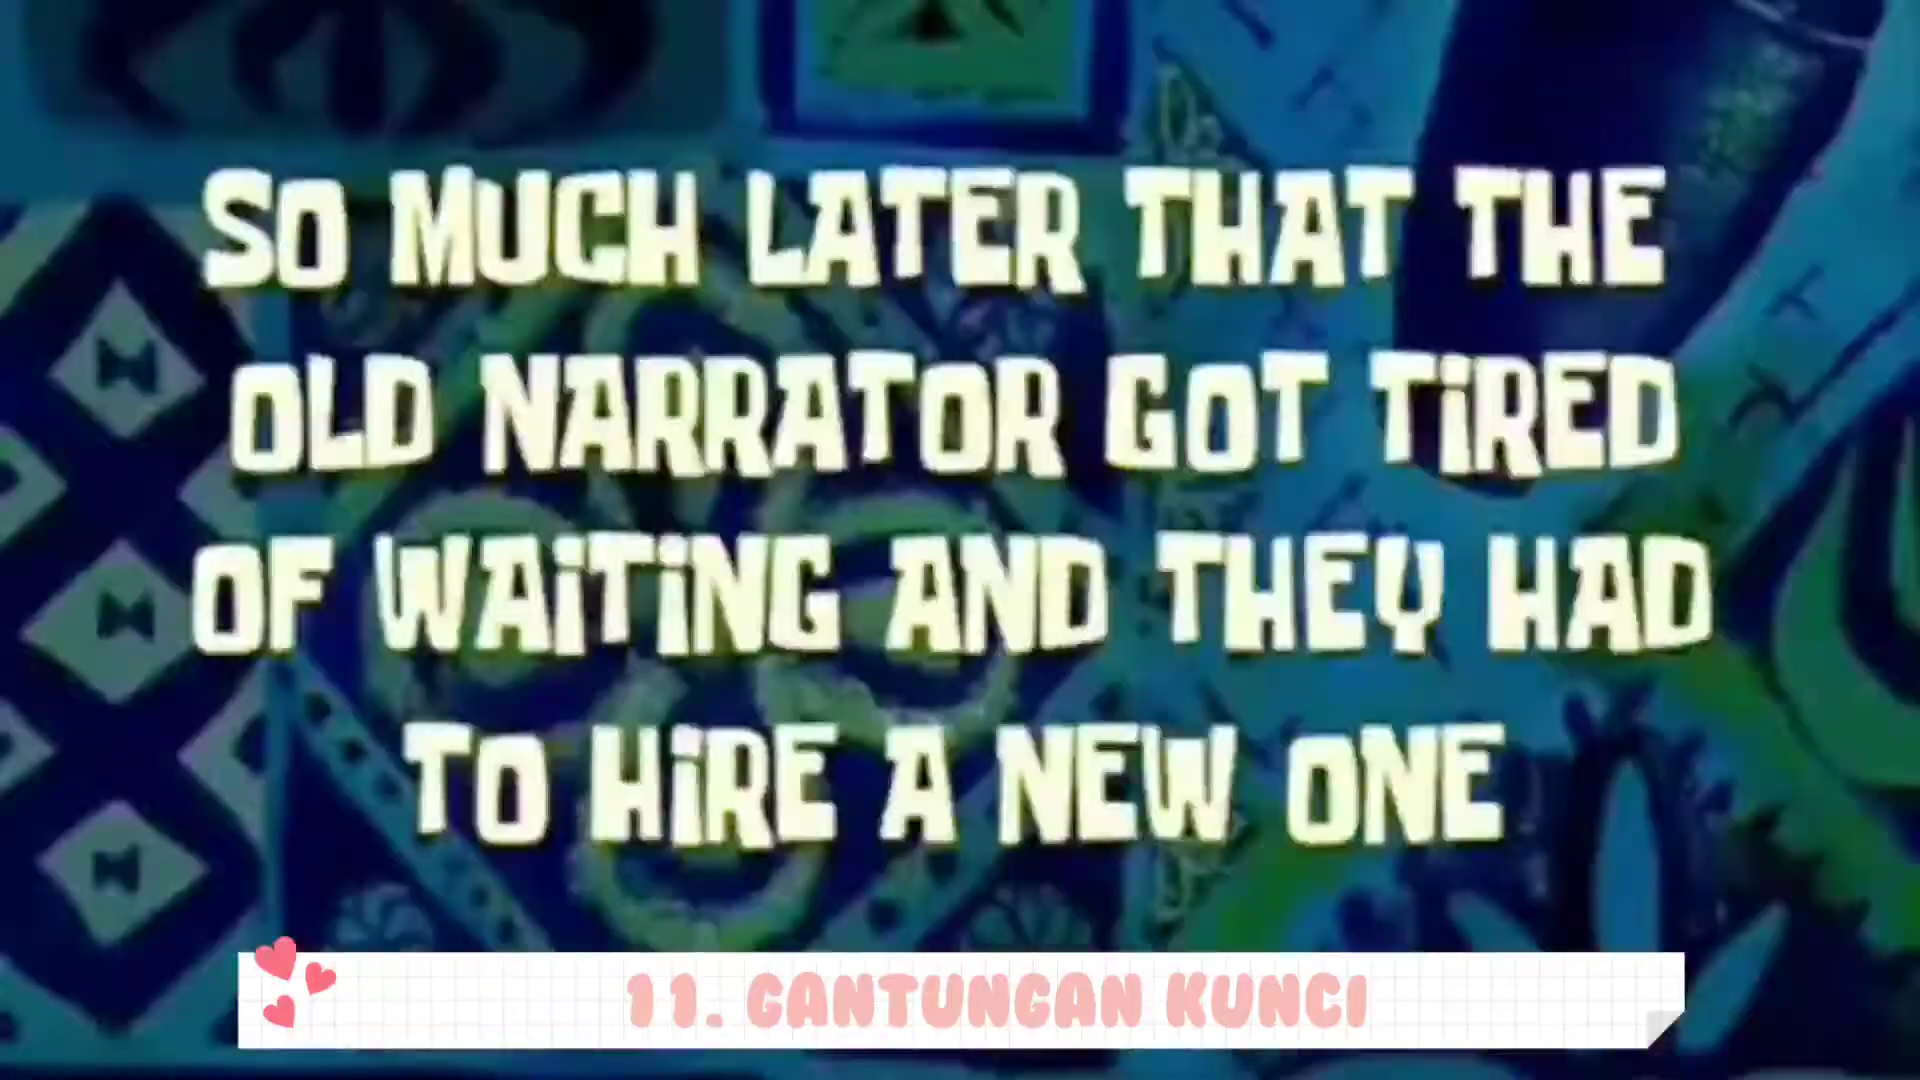 SO MUCH LATER THAT THE
OLD NARRATOR GOT TiRED
OF WAiTiNG AND THEY HAD
TO HiRE A NEW ONE
11. GANTUNGAN KUNCI